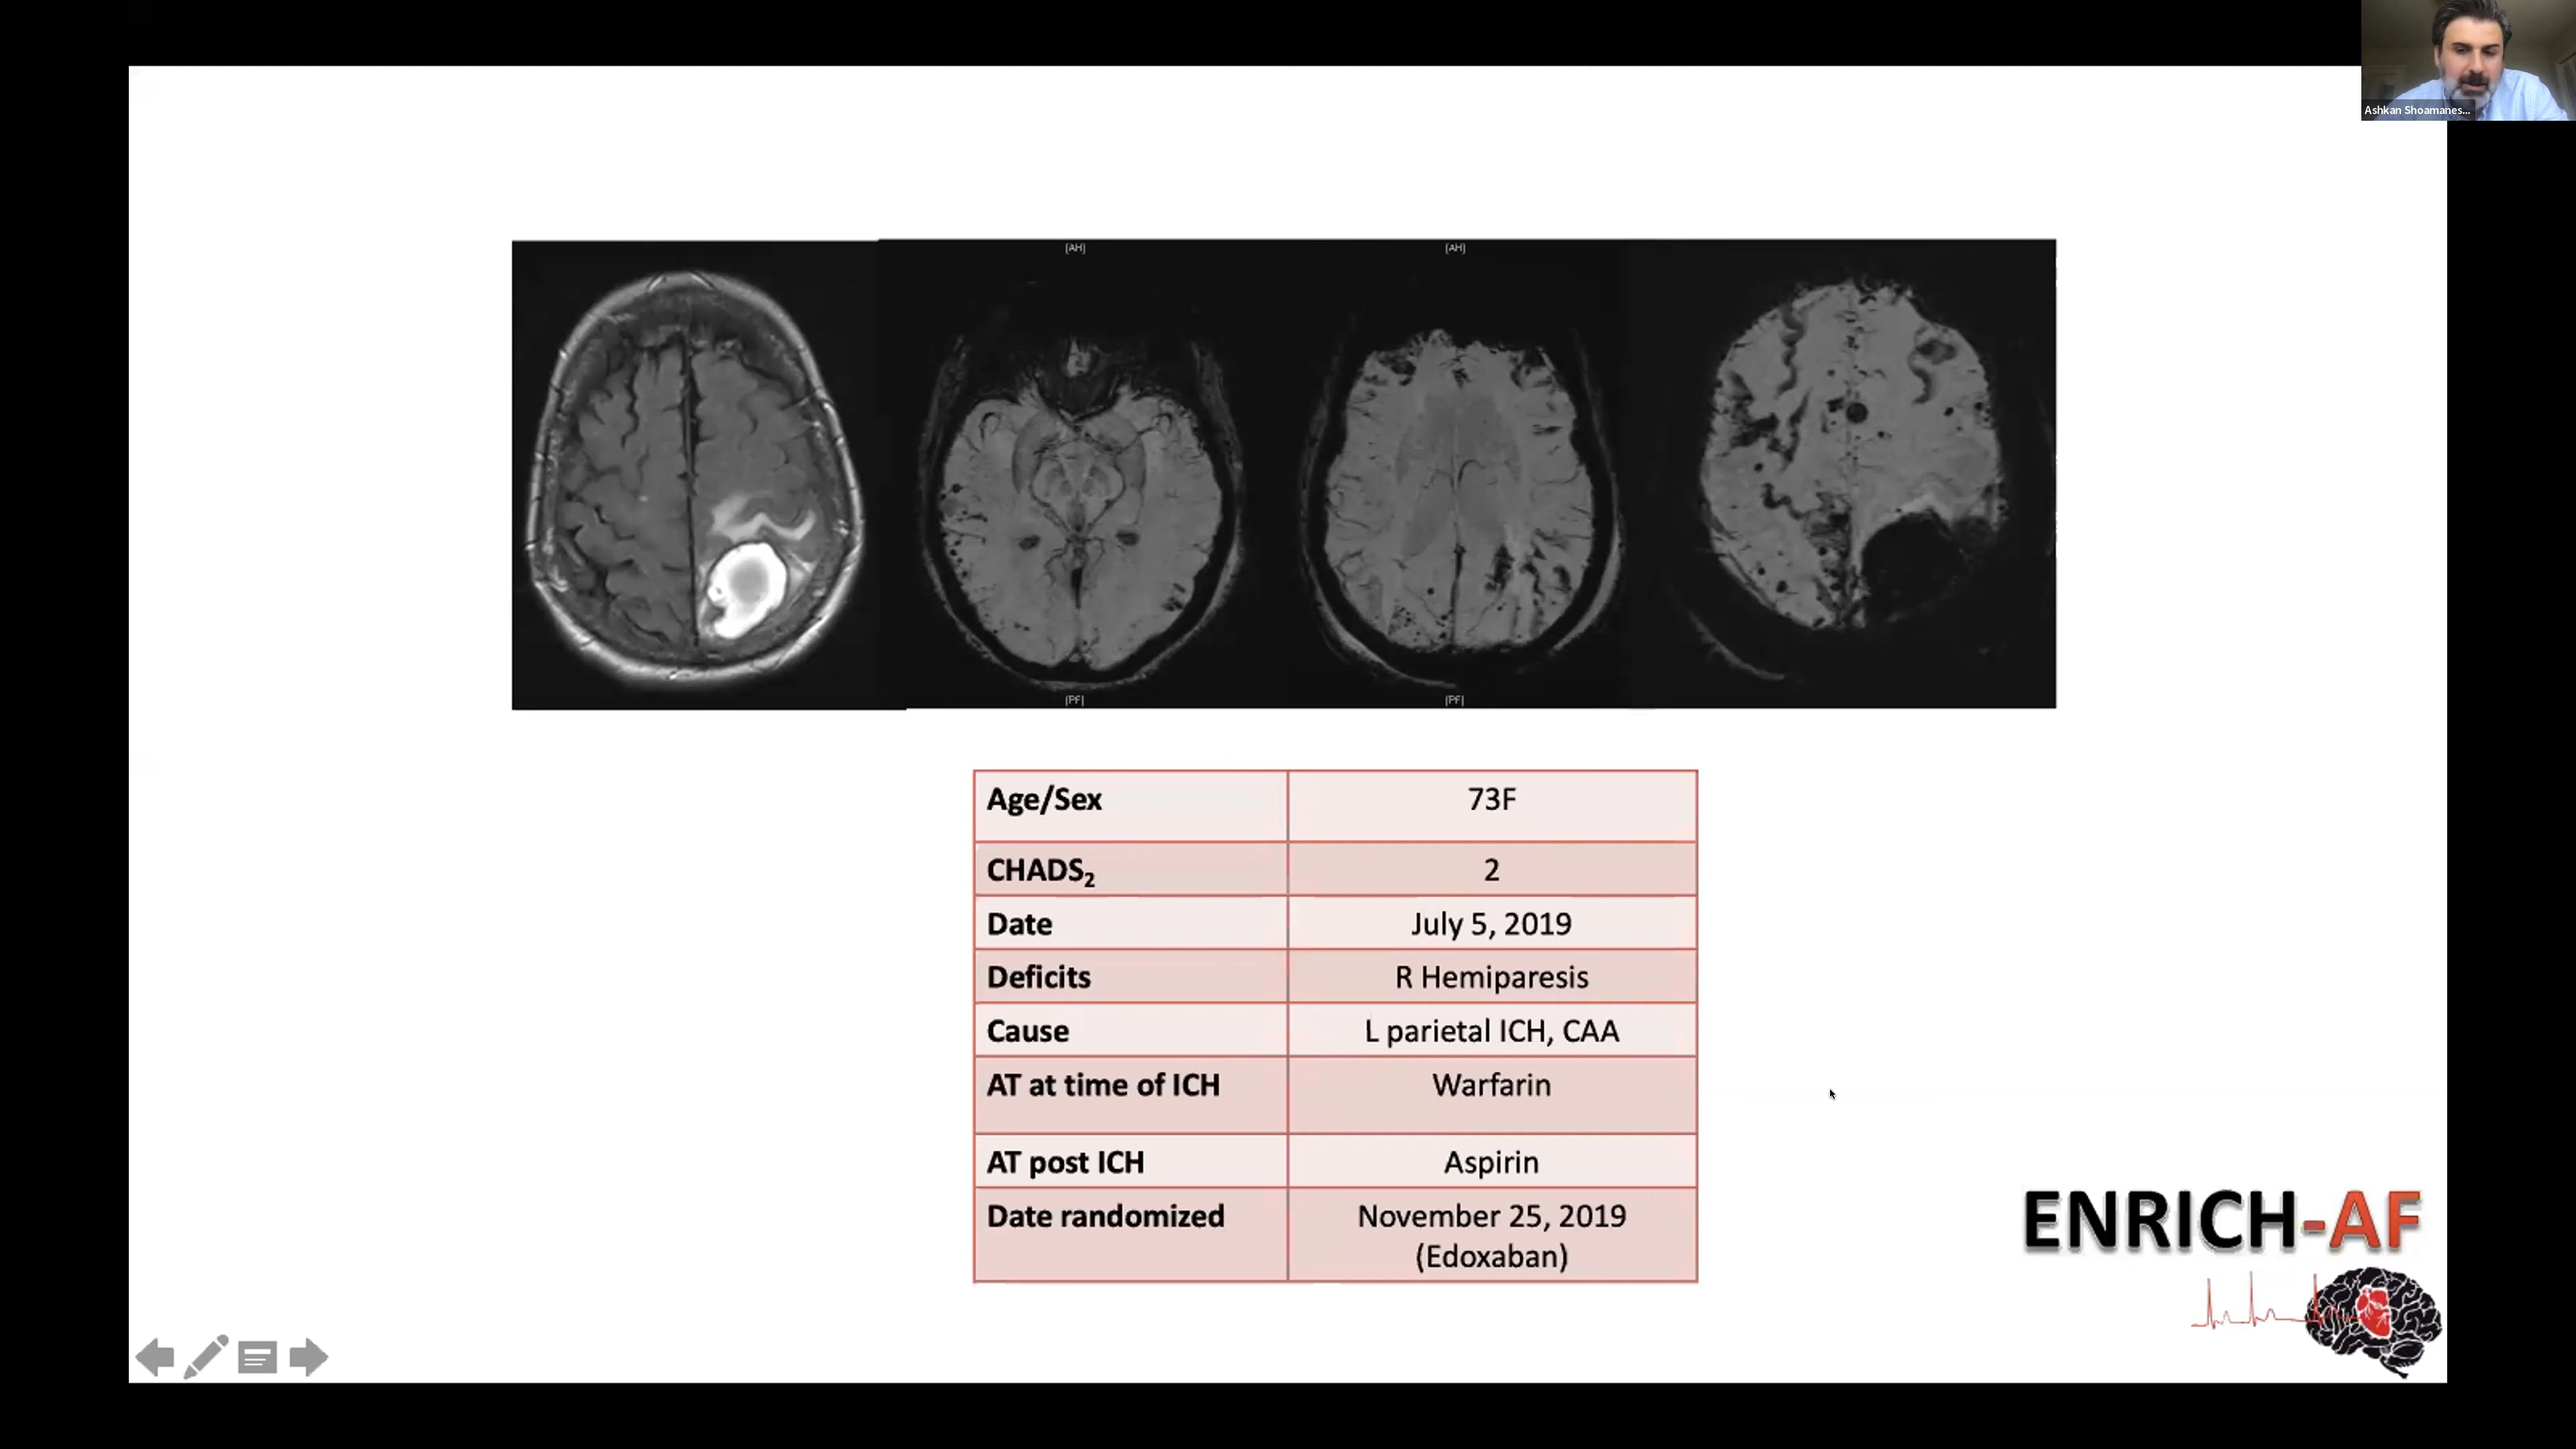 Ashkan Shoamanes...
[AH] [AH]
[PF] [PF]
Age/Sex 73F
CHADS2 2
Date July 5, 2019
Deficits R Hemiparesis
Cause L parietal ICH, CAA
AT at time of ICH Warfarin
AT post ICH Aspirin
Date randomized November 25, 2019
(Edoxaban)
ENRICH-AF